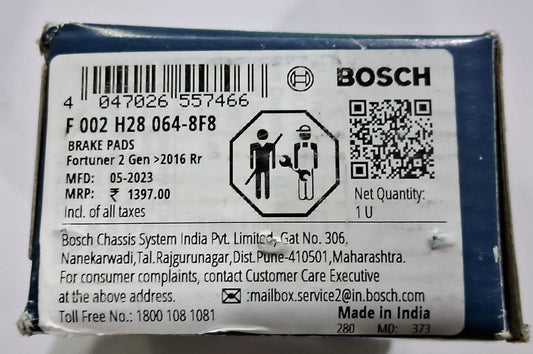 BOSCH
4 047026 557466
F 002 H28 064-8F8
BRAKE PADS
Fortuner 2 Gen >2016 Rr
MFD: 05-2023
MRP: ₹ 1397.00
Incl. of all taxes
Net Quantity:
1 U
Bosch Chassis System India Pvt. Limited, Gat No. 306,
Nanekarwadi,Tal.Rajgurunagar,Dist.Pune-410501,Maharashtra.
For consumer complaints, contact Customer Care Executive
at the above address. ✉ :mailbox.service2@in.bosch.com
Toll Free No.: 1800 108 1081
Made in India
280 MD: 373